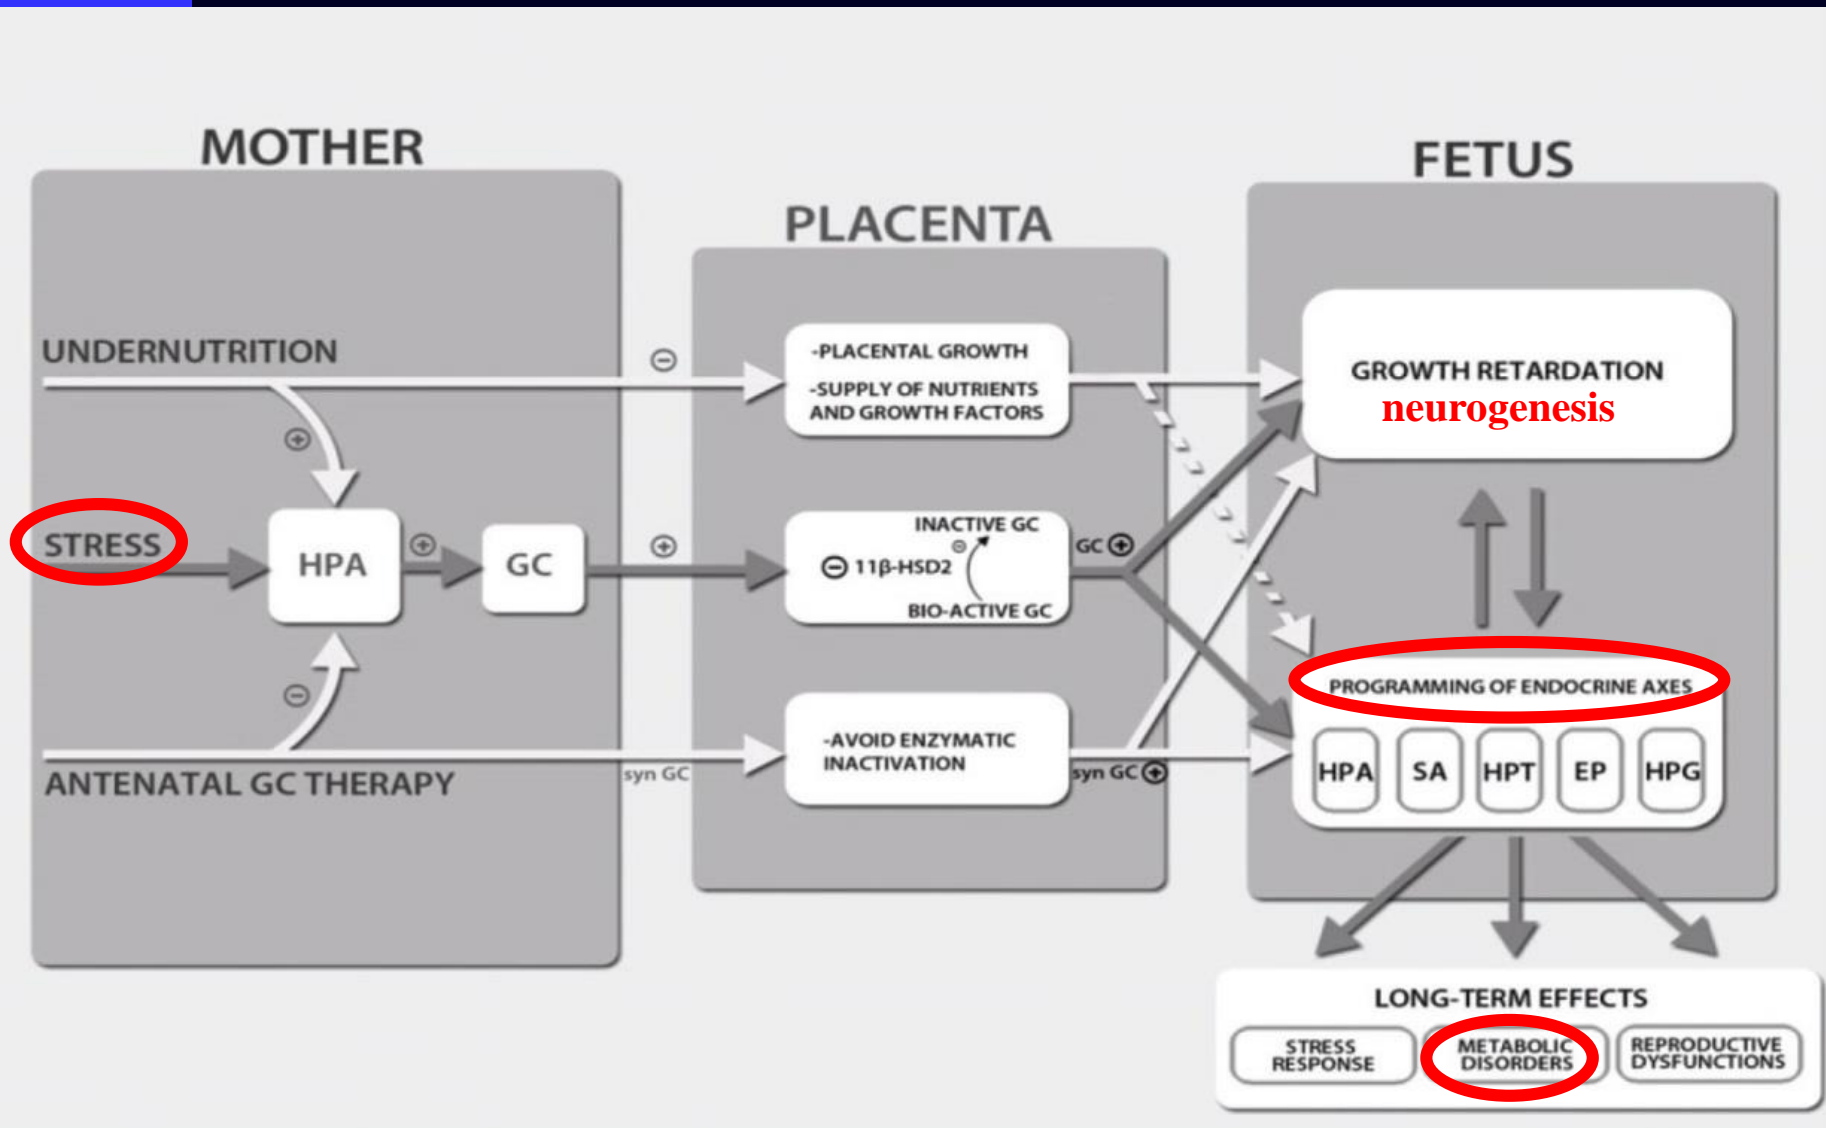 MOTHER
UNDERNUTRITION
⊕
STRESS
HPA
⊕
GC
⊖
ANTENATAL GC THERAPY
⊖
⊕
syn GC
PLACENTA
-PLACENTAL GROWTH
-SUPPLY OF NUTRIENTS
AND GROWTH FACTORS
INACTIVE GC
⊖
⊖ 11β-HSD2
BIO-ACTIVE GC
-AVOID ENZYMATIC
INACTIVATION
GC ⊕
syn GC ⊕
FETUS
GROWTH RETARDATION
neurogenesis
PROGRAMMING OF ENDOCRINE AXES
HPA SA HPT EP HPG
LONG-TERM EFFECTS
STRESS
RESPONSE
METABOLIC
DISORDERS
REPRODUCTIVE
DYSFUNCTIONS